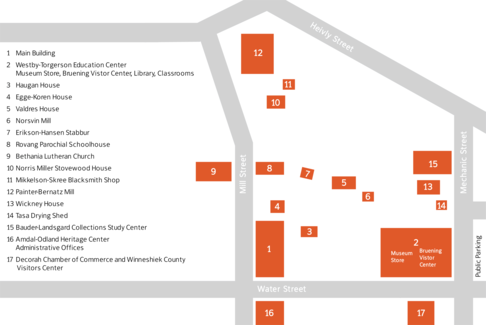 1 Main Building
2 Westby-Torgerson Education Center
Museum Store, Bruening Vistor Center, Library, Classrooms
3 Haugan House
4 Egge-Koren House
5 Valdres House
6 Norsvin Mill
7 Erikson-Hansen Stabbur
8 Rovang Parochial Schoolhouse
9 Bethania Lutheran Church
10 Norris Miller Stovewood House
11 Mikkelson-Skree Blacksmith Shop
12 Painter-Bernatz Mill
13 Wickney House
14 Tasa Drying Shed
15 Bauder-Landsgard Collections Study Center
16 Amdal-Odland Heritage Center
Administrative Offices
17 Decorah Chamber of Commerce and Winneshiek County
Visitors Center
Heivly Street
12
11
10
Mill Street
Mechanic Street
9
8
7
5
6
15
13
14
4
3
1
2
Museum
Store
Bruening
Vistor
Center
Public Parking
Water Street
16
17